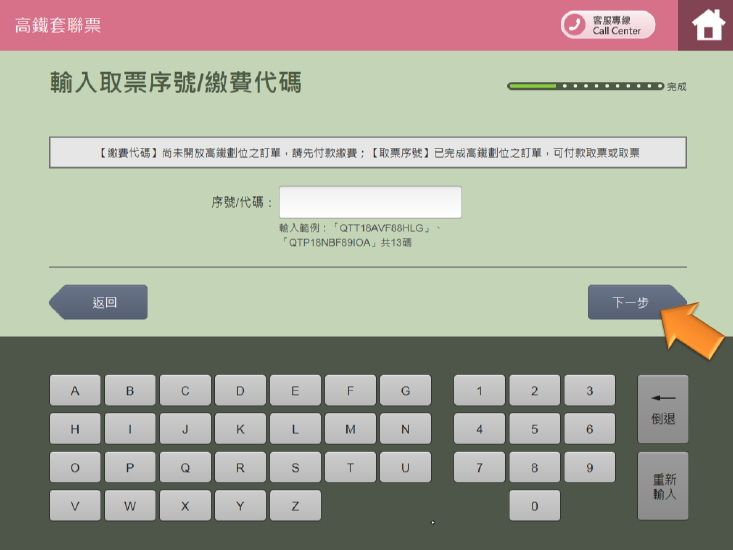 高鐵套聯票
客服專線
Call Center
輸入取票序號/繳費代碼
完成
【繳費代碼】尚未開放高鐵劃位之訂單，請先付款繳費；【取票序號】已完成高鐵劃位之訂單，可付款取票或取票
序號/代碼：
輸入範例：「QTT18AVF88HLG」、
「QTP18NBF89IOA」共13碼
返回
下一步
A B C D E F G 1 2 3
倒退
H I J K L M N 4 5 6
O P Q R S T U 7 8 9
重新
輸入
V W X Y Z 0